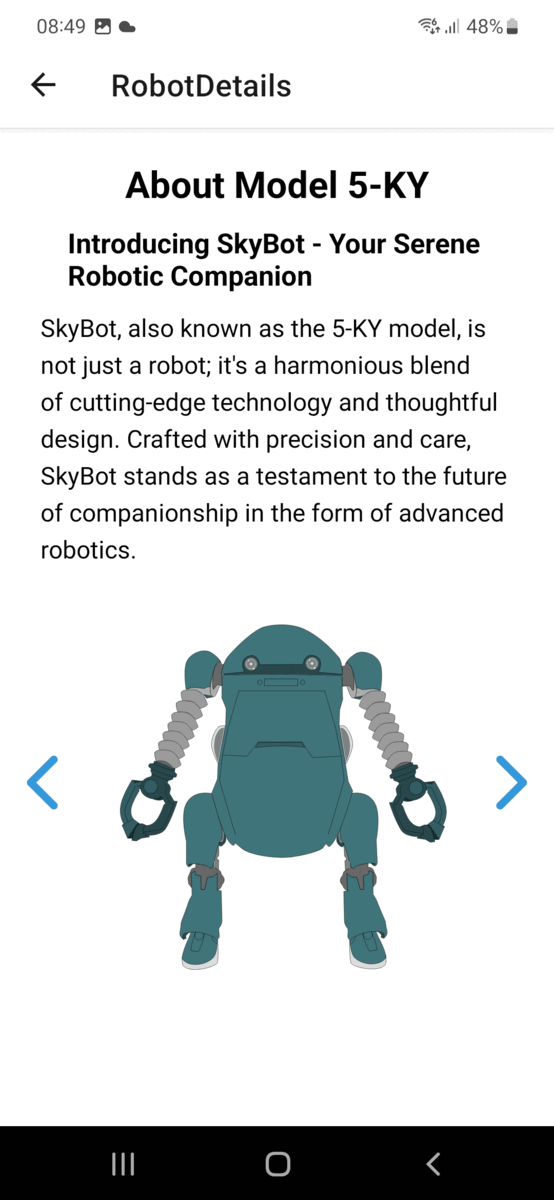 08:49
48%
RobotDetails
About Model 5-KY
Introducing SkyBot - Your Serene
Robotic Companion
SkyBot, also known as the 5-KY model, is
not just a robot; it's a harmonious blend
of cutting-edge technology and thoughtful
design. Crafted with precision and care,
SkyBot stands as a testament to the future
of companionship in the form of advanced
robotics.